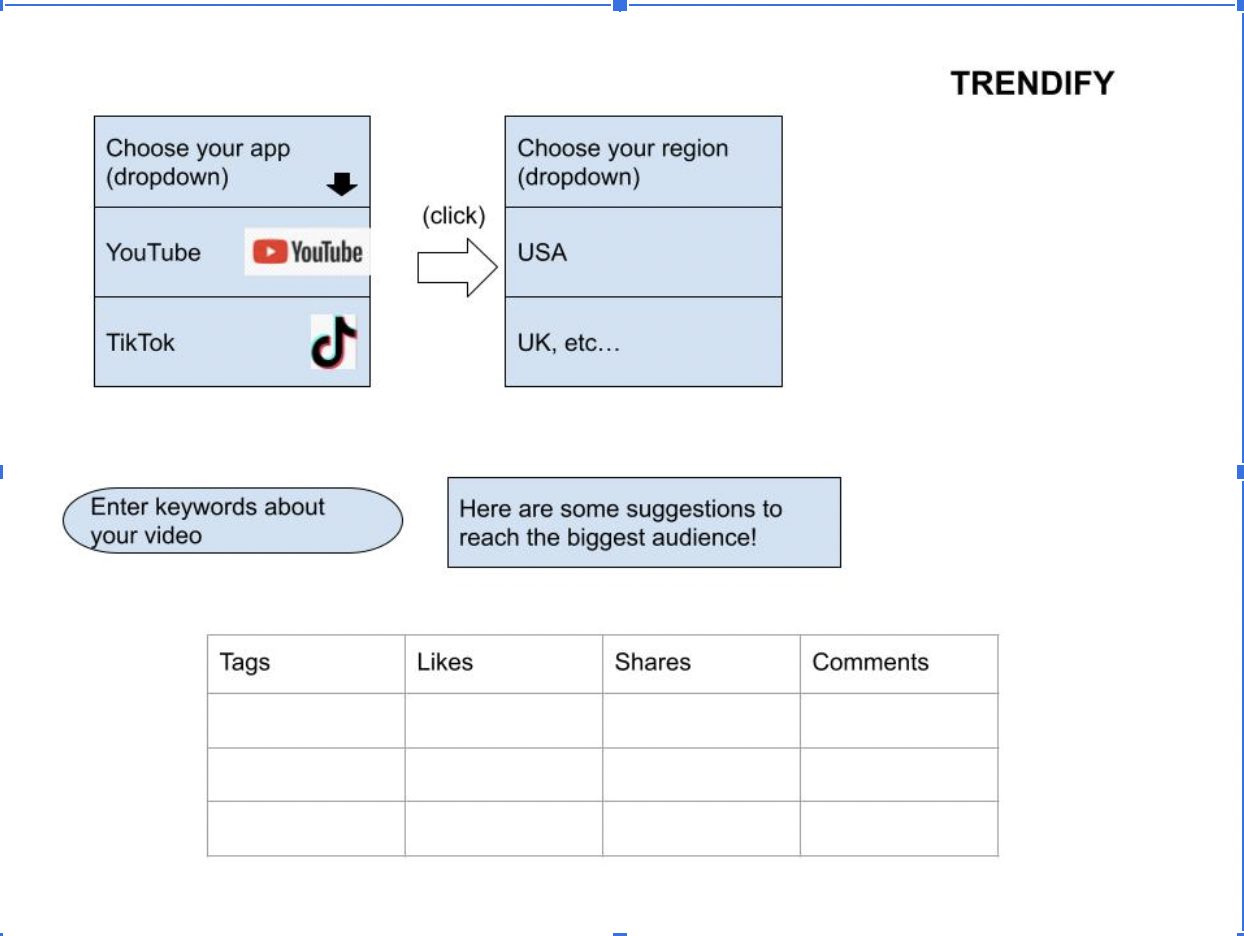 TRENDIFY
Choose your app
(dropdown)
YouTube
YouTube
TikTok
(click)
Choose your region
(dropdown)
USA
UK, etc…
Enter keywords about
your video
Here are some suggestions to
reach the biggest audience!
Tags
Likes
Shares
Comments